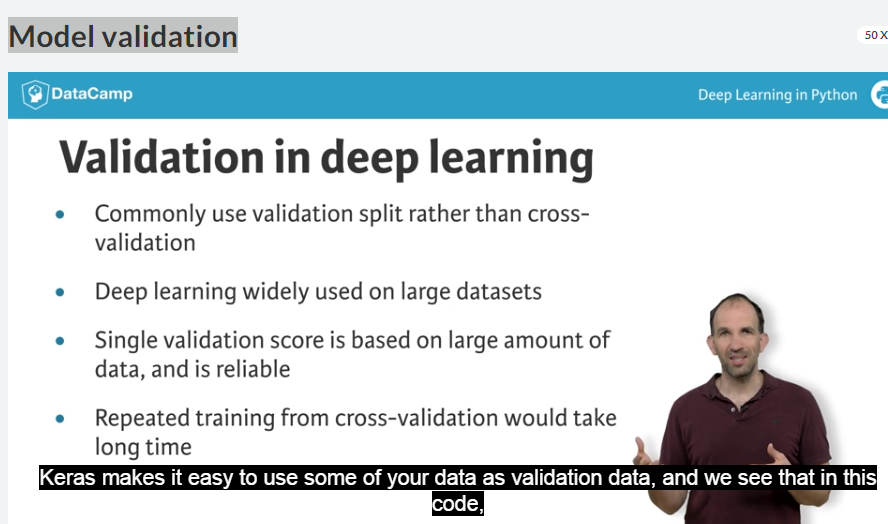 Model validation
50 X
DataCamp
Deep Learning in Python
Validation in deep learning
Commonly use validation split rather than cross-
validation
Deep learning widely used on large datasets
Single validation score is based on large amount of
data, and is reliable
Repeated training from cross-validation would take
long time
Keras makes it easy to use some of your data as validation data, and we see that in this
code,